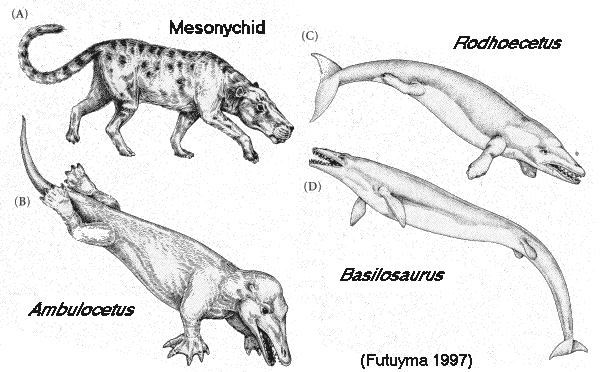 (A)
Mesonychid
(C)
Rodhoecetus
(B)
Ambulocetus
(D)
Basilosaurus
(Futuyma 1997)